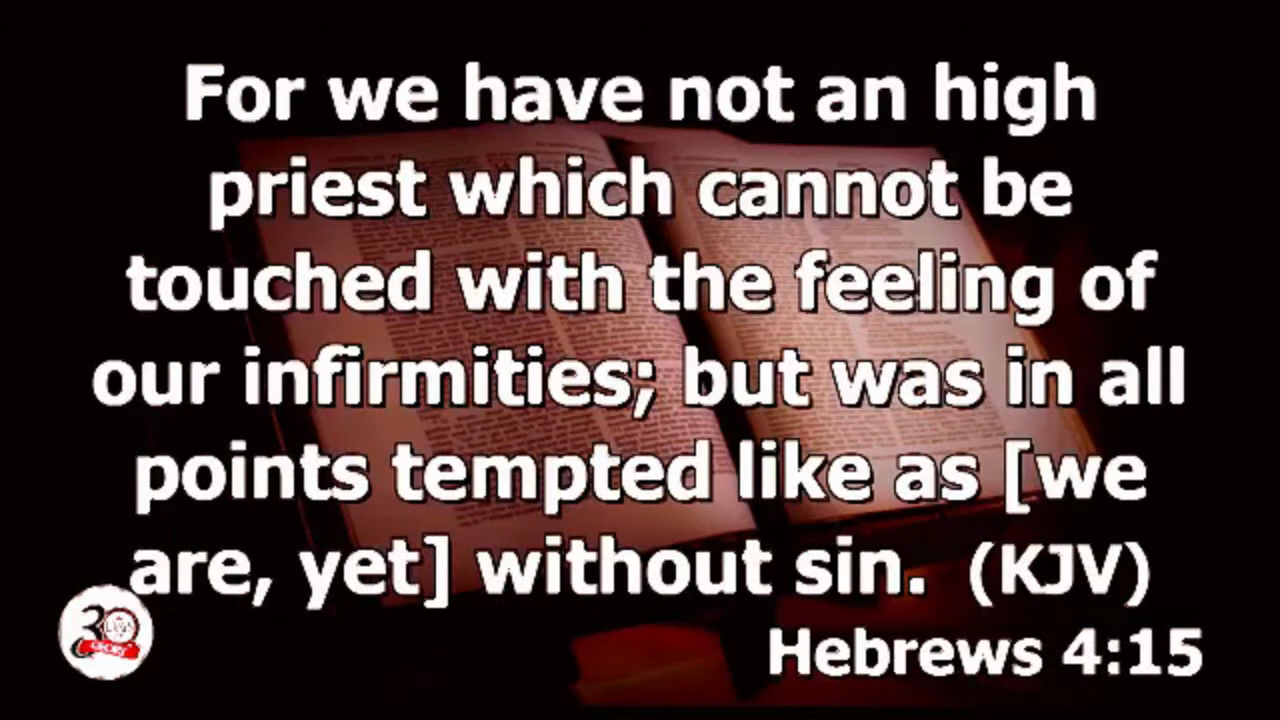 For we have not an high
priest which cannot be
touched with the feeling of
our infirmities; but was in all
points tempted like as [we
are, yet] without sin. (KJV)
Hebrews 4:15
30